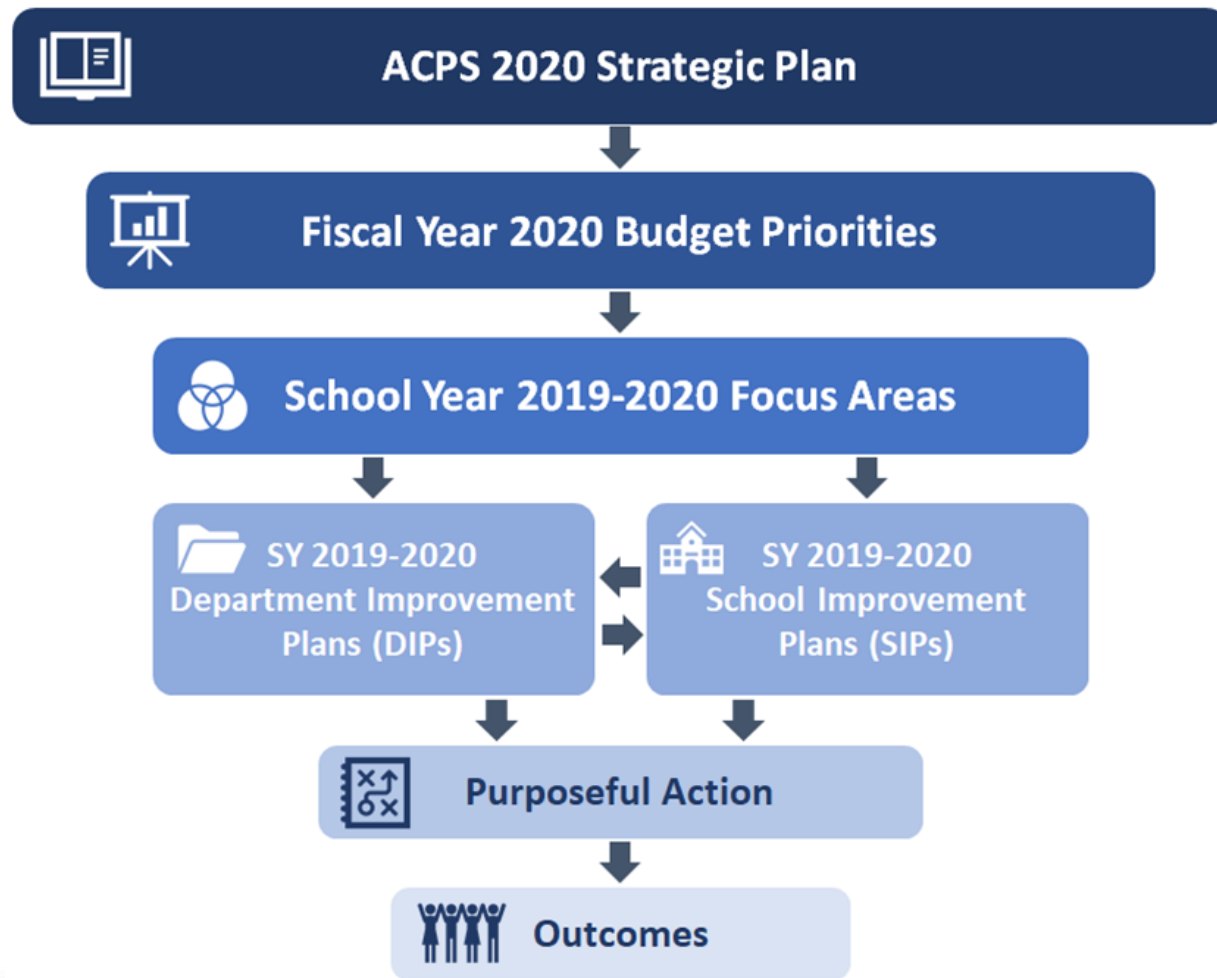 ACPS 2020 Strategic Plan
Fiscal Year 2020 Budget Priorities
School Year 2019-2020 Focus Areas
SY 2019-2020
Department Improvement
Plans (DIPs)
SY 2019-2020
School Improvement
Plans (SIPs)
Purposeful Action
Outcomes